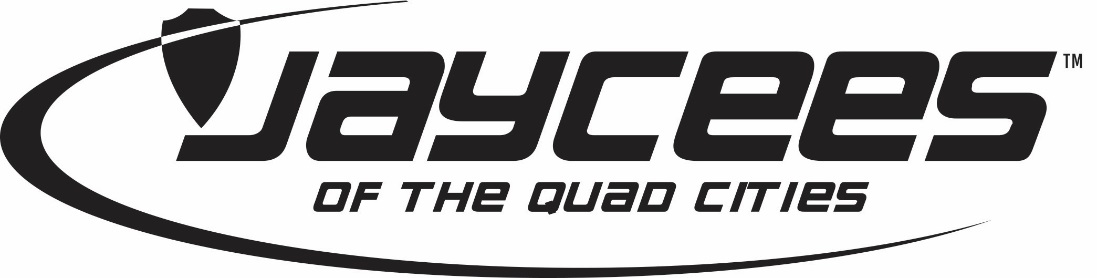 Jaycees™
OF THE QUAD CITIES